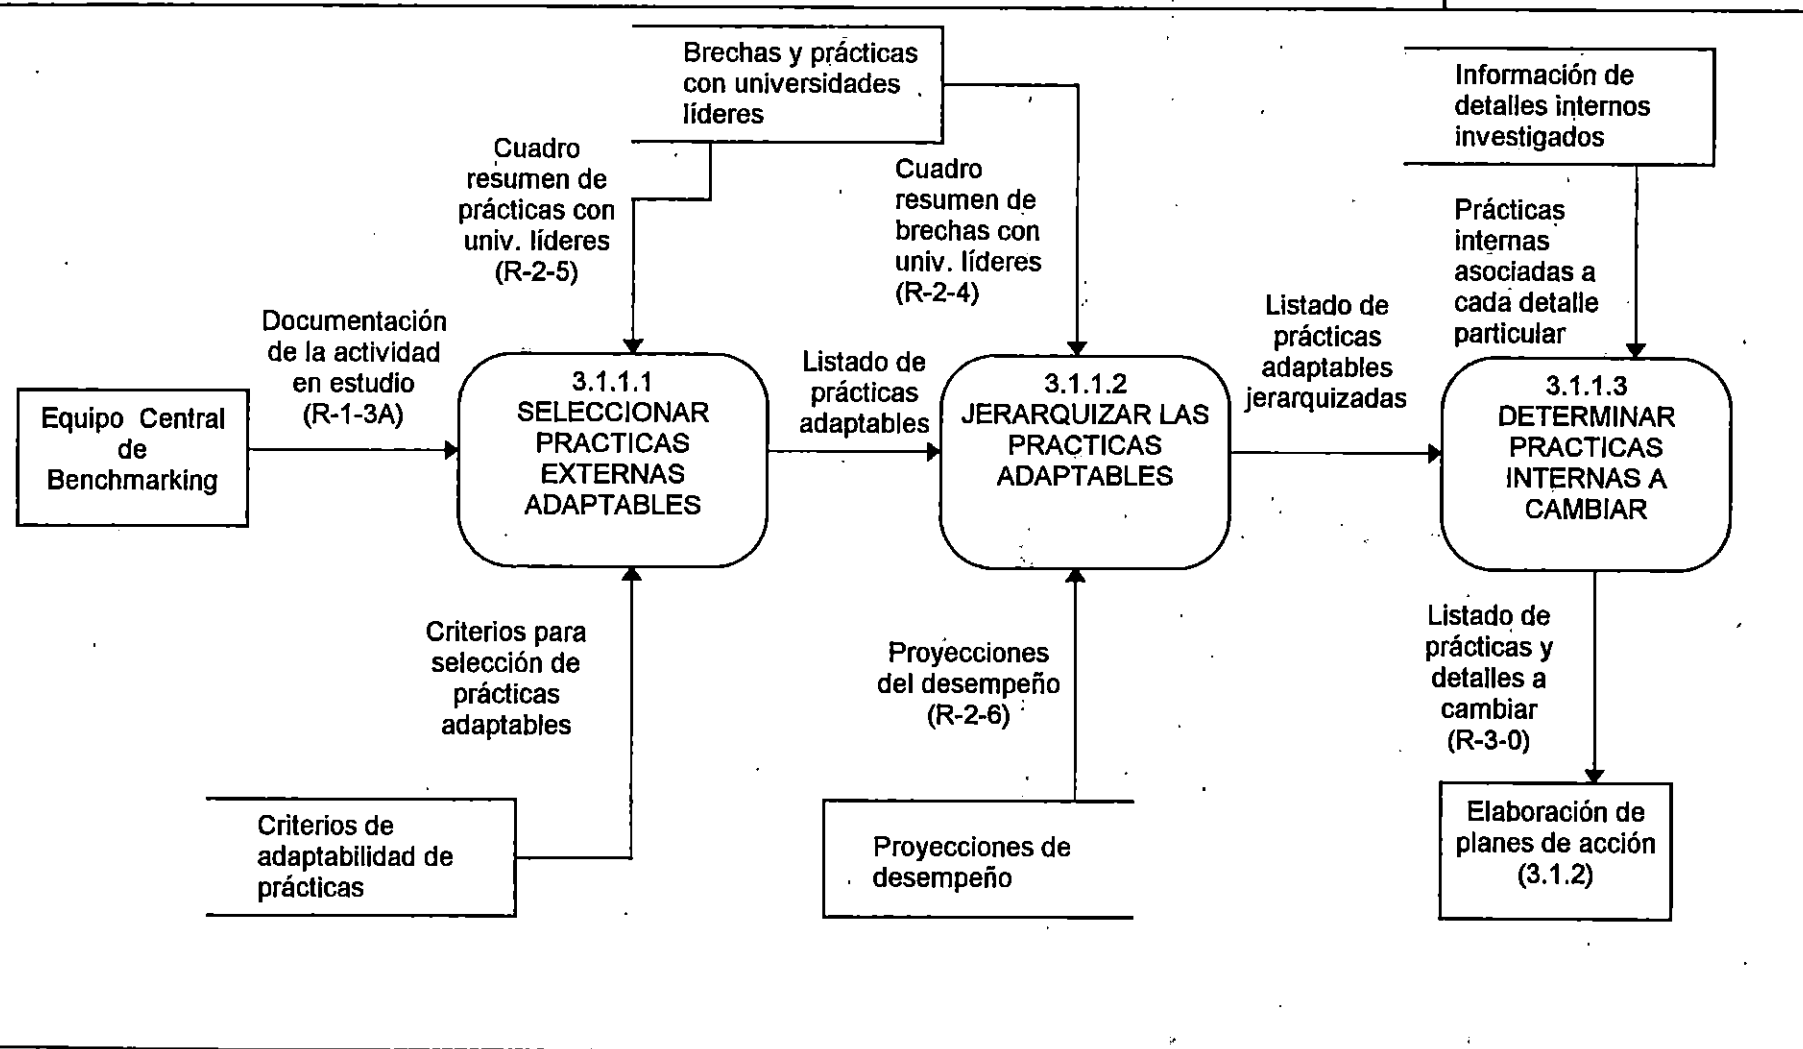 Brechas y prácticas
con universidades
líderes
Información de
detalles internos
investigados
Cuadro
resumen de
prácticas con
univ. líderes
(R-2-5)
Cuadro
resumen de
brechas con
univ. líderes
(R-2-4)
Prácticas
internas
asociadas a
cada detalle
particular
Documentación
de la actividad
en estudio
(R-1-3A)
Listado de
prácticas
adaptables
Listado de
prácticas
adaptables
jerarquizadas
Equipo Central
de
Benchmarking
3.1.1.1
SELECCIONAR
PRACTICAS
EXTERNAS
ADAPTABLES
3.1.1.2
JERARQUIZAR LAS
PRACTICAS
ADAPTABLES
3.1.1.3
DETERMINAR
PRACTICAS
INTERNAS A
CAMBIAR
Criterios para
selección de
prácticas
adaptables
Proyecciones
del desempeño
(R-2-6)
Listado de
prácticas y
detalles a
cambiar
(R-3-0)
Criterios de
adaptabilidad de
prácticas
Proyecciones de
desempeño
Elaboración de
planes de acción
(3.1.2)